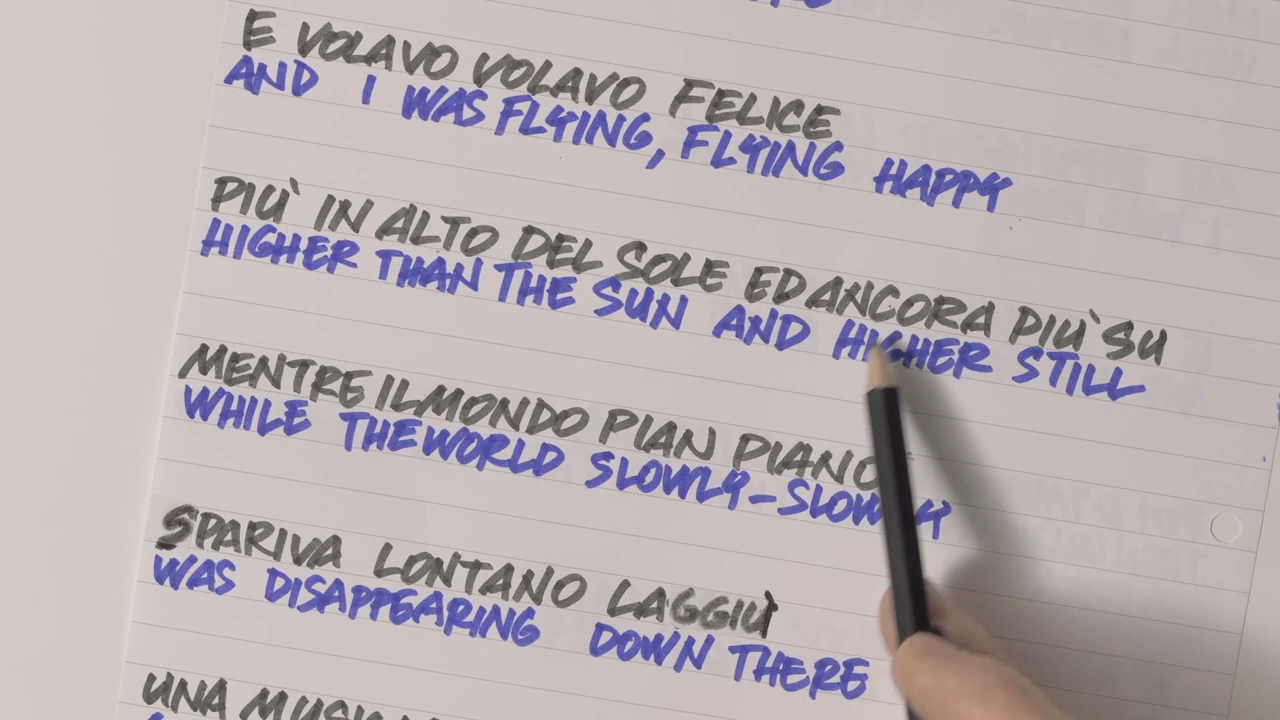 E VOLAVO VOLAVO FELICE
AND I WAS FLYING, FLYING HAPPY
PIU' IN ALTO DEL SOLE ED ANCORA PIU' SU
HIGHER THAN THE SUN AND HIGHER STILL
MENTRE IL MONDO PIAN PIANO
WHILE THE WORLD SLOWLY-SLOWLY
SPARIVA LONTANO LAGGIÙ
WAS DISAPPEARING DOWN THERE
UNA